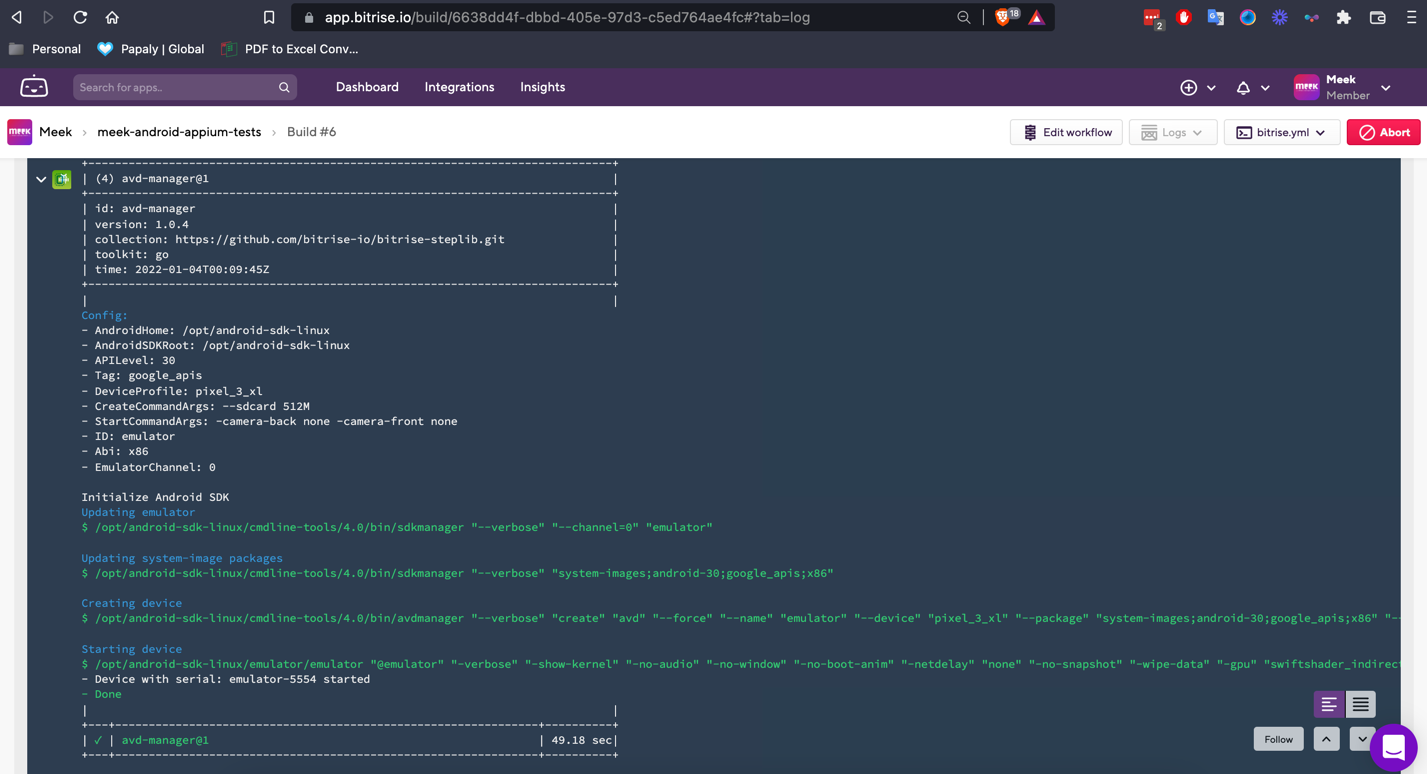 app.bitrise.io/build/6638dd4f-dbbd-405e-97d3-c5ed764ae4fc#?tab=log
18
2
Personal
Papaly | Global
PDF to Excel Conv...
Search for apps..
Dashboard
Integrations
Insights
meek
Meek
Member
meek
Meek › meek-android-appium-tests › Build #6
Edit workflow
Logs
bitrise.yml
Abort
+------------------------------------------------------------------------------+
| (4) avd-manager@1 |
+------------------------------------------------------------------------------+
| id: avd-manager |
| version: 1.0.4 |
| collection: https://github.com/bitrise-io/bitrise-steplib.git |
| toolkit: go |
| time: 2022-01-04T00:09:45Z |
+------------------------------------------------------------------------------+
| |
Config:
- AndroidHome: /opt/android-sdk-linux
- AndroidSDKRoot: /opt/android-sdk-linux
- APILevel: 30
- Tag: google_apis
- DeviceProfile: pixel_3_xl
- CreateCommandArgs: --sdcard 512M
- StartCommandArgs: -camera-back none -camera-front none
- ID: emulator
- Abi: x86
- EmulatorChannel: 0
Initialize Android SDK
Updating emulator
$ /opt/android-sdk-linux/cmdline-tools/4.0/bin/sdkmanager "--verbose" "--channel=0" "emulator"
Updating system-image packages
$ /opt/android-sdk-linux/cmdline-tools/4.0/bin/sdkmanager "--verbose" "system-images;android-30;google_apis;x86"
Creating device
$ /opt/android-sdk-linux/cmdline-tools/4.0/bin/avdmanager "--verbose" "create" "avd" "--force" "--name" "emulator" "--device" "pixel_3_xl" "--package" "system-images;android-30;google_apis;x86" "--
Starting device
$ /opt/android-sdk-linux/emulator/emulator "@emulator" "-verbose" "-show-kernel" "-no-audio" "-no-window" "-no-boot-anim" "-netdelay" "none" "-no-snapshot" "-wipe-data" "-gpu" "swiftshader_indirect
- Device with serial: emulator-5554 started
- Done
| |
+---+---------------------------------------------------------------+----------+
| ✓ | avd-manager@1 | 49.18 sec|
+---+---------------------------------------------------------------+----------+
Follow